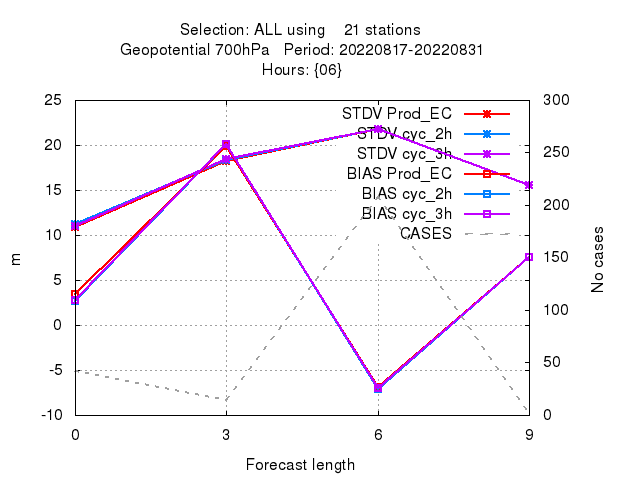 Selection: ALL using 21 stations
Geopotential 700hPa Period: 20220817-20220831
Hours: {06}
25
20
15
10
5
0
-5
-10
m
300
250
200
150
100
50
0
No cases
STDV Prod_EC
STDV cyc_2h
STDV cyc_3h
BIAS Prod_EC
BIAS cyc_2h
BIAS cyc_3h
CASES
0 3 6 9
Forecast length